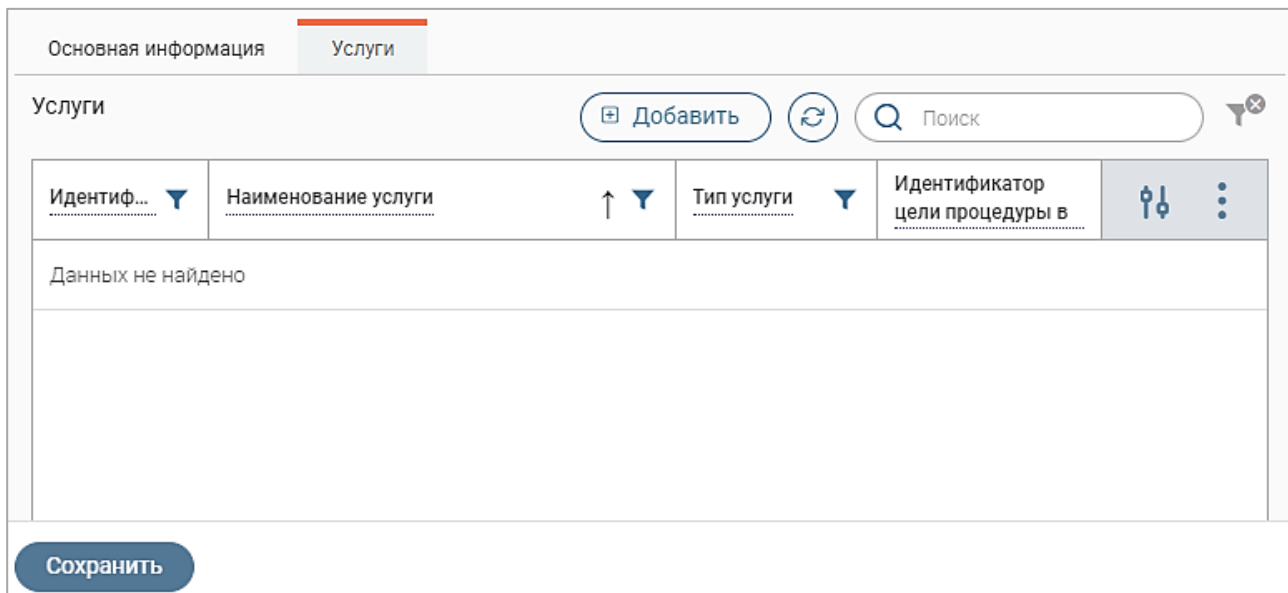 Основная информация Услуги
Услуги Добавить Поиск
Идентиф... Наименование услуги Тип услуги Идентификатор
цели процедуры в
Данных не найдено
Сохранить